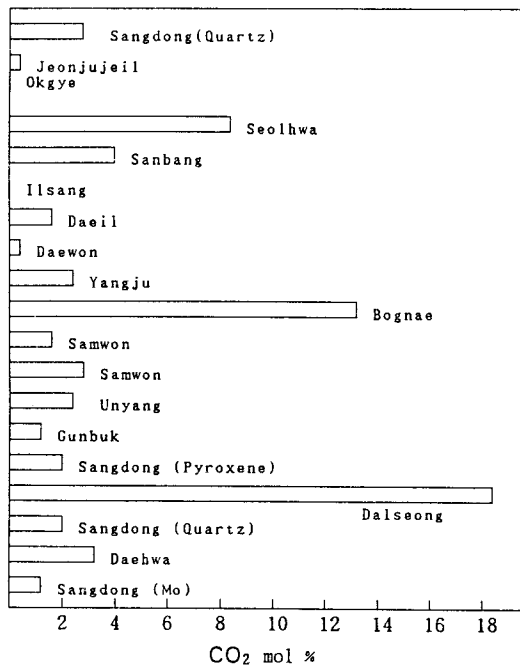 Sangdong(Quartz)
Jeonjujeil
Okgye
Seolhwa
Sanbang
Ilsang
Daeil
Daewon
Yangju
Bognae
Samwon
Samwon
Unyang
Gunbuk
Sangdong (Pyroxene)
Dalseong
Sangdong (Quartz)
Daehwa
Sangdong (Mo)
2 4 6 8 10 12 14 16 18
CO₂ mol %